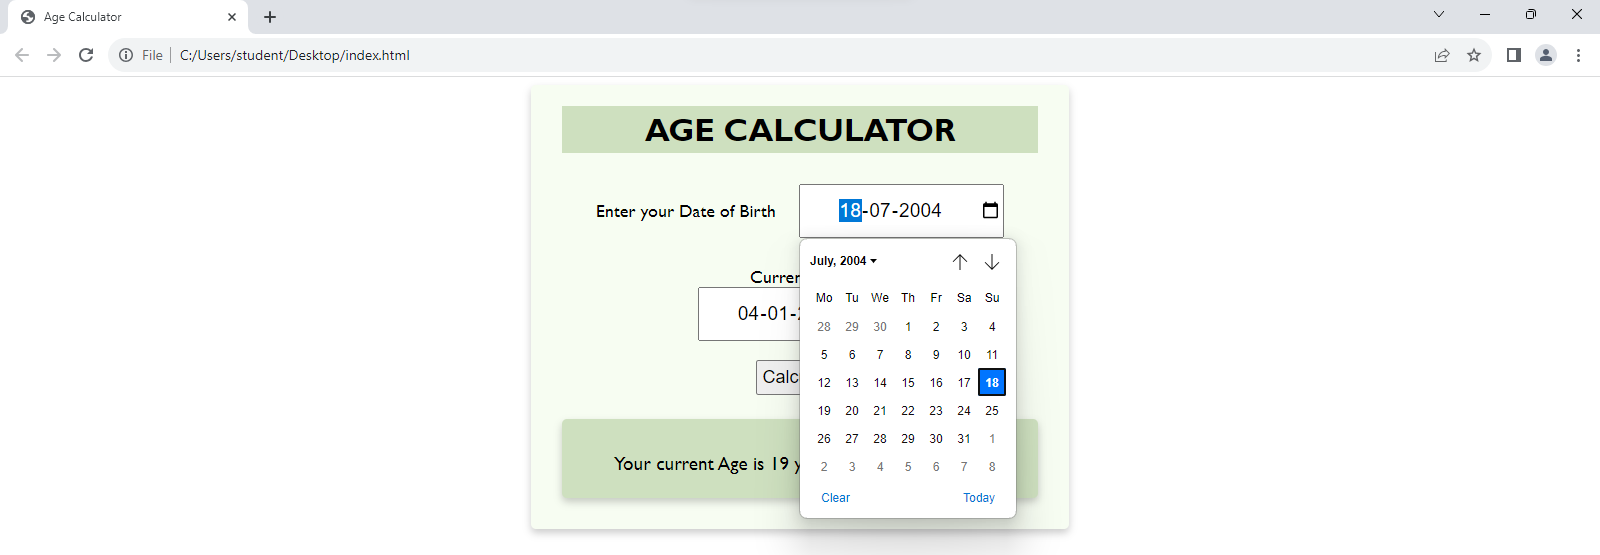 Age Calculator
File C:/Users/student/Desktop/index.html
AGE CALCULATOR
Enter your Date of Birth 18-07-2004
July, 2004
Mo Tu We Th Fr Sa Su
28 29 30 1 2 3 4
5 6 7 8 9 10 11
12 13 14 15 16 17 18
19 20 21 22 23 24 25
26 27 28 29 30 31 1
2 3 4 5 6 7 8
Clear Today
Curren
04-01-2
Calc
Your current Age is 19 y